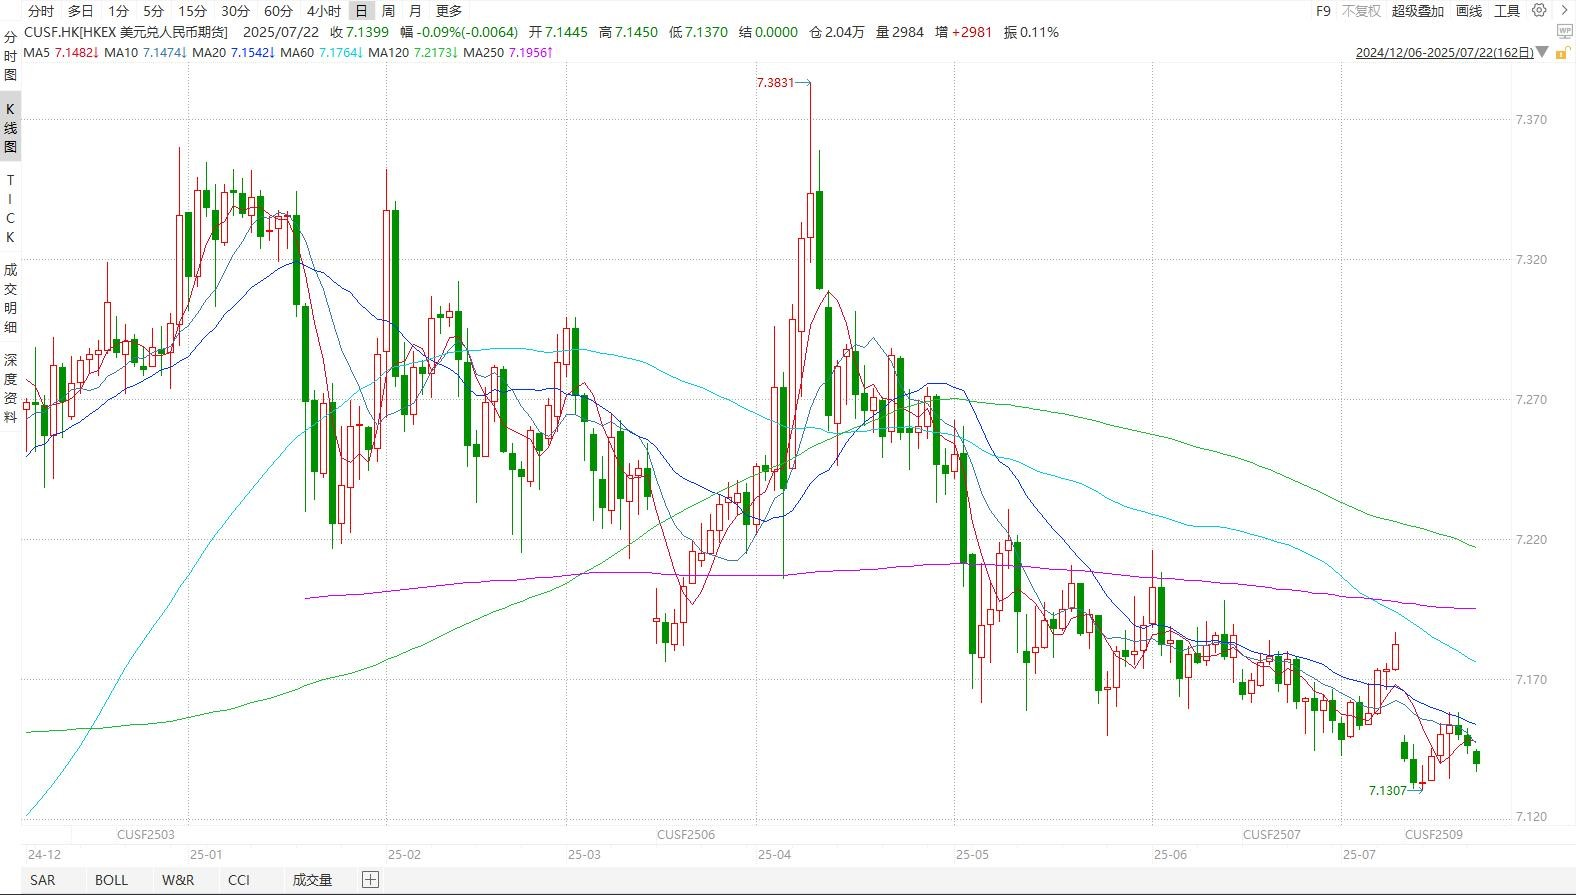 分时 多日 1分 5分 15分 30分 60分 4小时 日 周 月 更多 F9 不复权 超级叠加 画线 工具
CUSF.HK[HKEX 美元兑人民币期货] 2025/07/22 收7.1399 幅-0.09%(-0.0064) 开7.1445 高7.1450 低7.1370 结0.0000 仓2.04万 量2984 增+2981 振0.11%
WP
MA5 7.1482↓ MA10 7.1474↓ MA20 7.1542↓ MA60 7.1764↓ MA120 7.2173↓ MA250 7.1956↑ 2024/12/06-2025/07/22(162日)
分时图
K线图
TICK
成交明细
深度资料
7.3831
7.370
7.320
7.270
7.220
7.170
7.1307
7.120
CUSF2503 CUSF2506 CUSF2507 CUSF2509
24-12 25-01 25-02 25-03 25-04 25-05 25-06 25-07
SAR BOLL W&R CCI 成交量